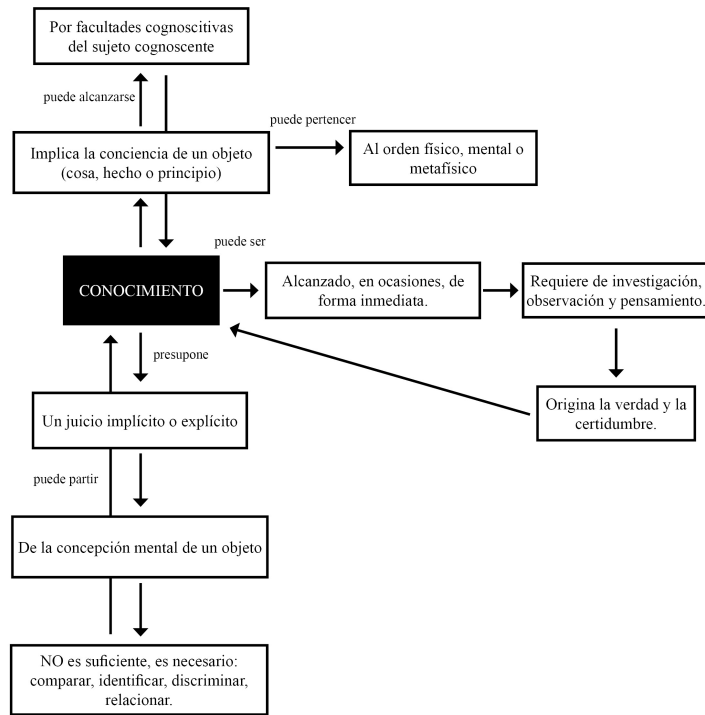 Por facultades cognoscitivas
del sujeto cognoscente
puede alcanzarse
puede pertencer
Implica la conciencia de un objeto
(cosa, hecho o principio)
Al orden físico, mental o
metafísico
puede ser
CONOCIMIENTO
Alcanzado, en ocasiones, de
forma inmediata.
Requiere de investigación,
observación y pensamiento.
presupone
Un juicio implícito o explícito
Origina la verdad y la
certidumbre.
puede partir
De la concepción mental de un objeto
NO es suficiente, es necesario:
comparar, identificar, discriminar,
relacionar.